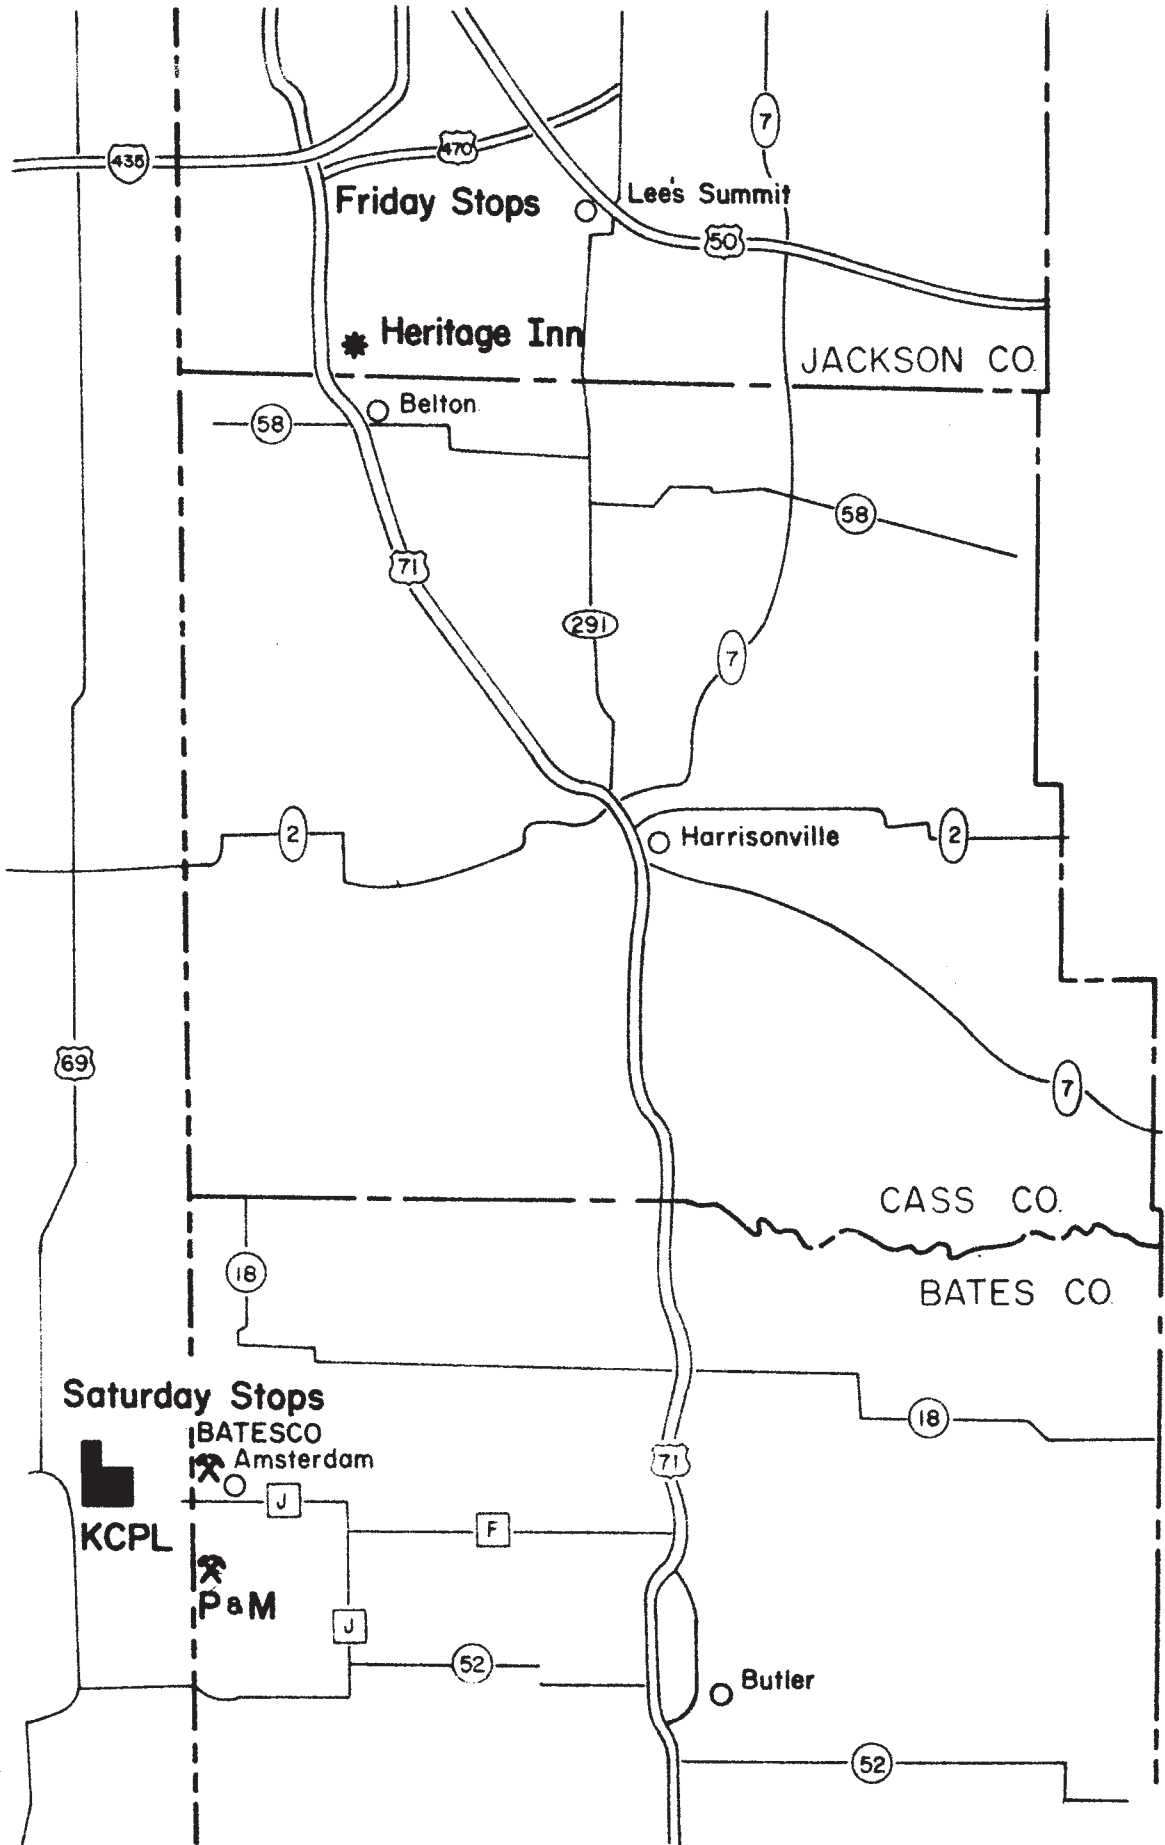 7
435
470
Friday Stops
Lee's Summit
50
Heritage Inn
JACKSON CO.
Belton
58
58
71
291
7
2
Harrisonville
2
69
7
CASS CO.
18
BATES CO.
Saturday Stops
18
BATESCO
Amsterdam
71
J
F
KCPL
P&M
J
52
Butler
52